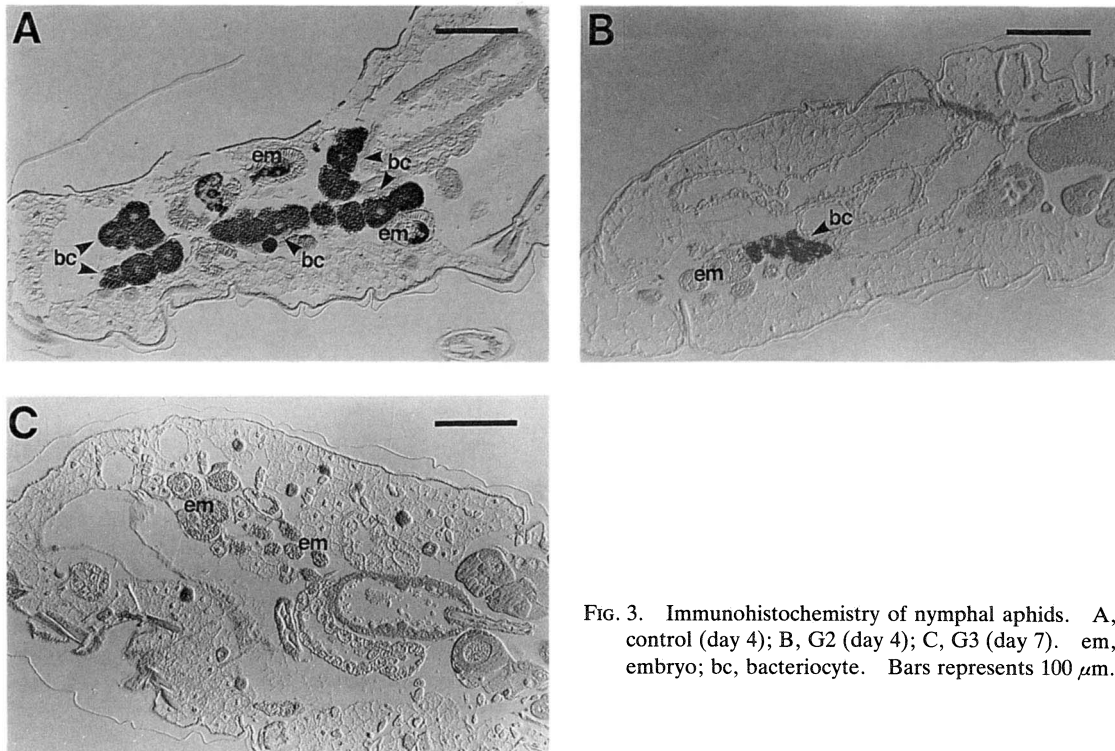 A
em
bc
em
bc
bc
B
bc
em
C
em
em
FIG. 3. Immunohistochemistry of nymphal aphids. A,
control (day 4); B, G2 (day 4); C, G3 (day 7). em,
embryo; bc, bacteriocyte. Bars represents 100 μm.